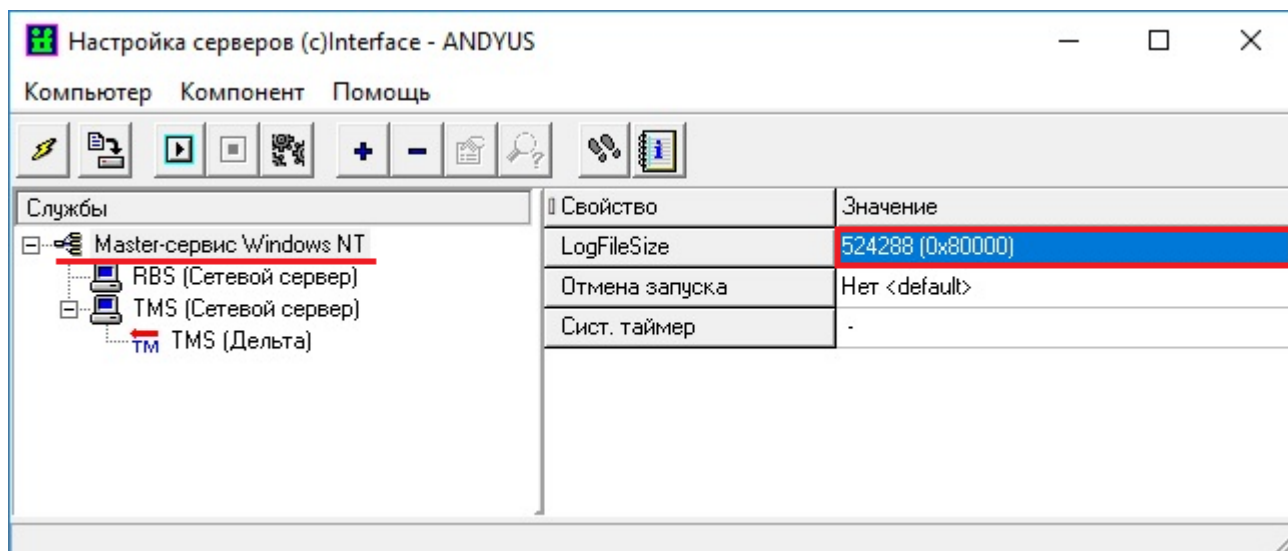 Настройка серверов (c)Interface - ANDYUS
Компьютер Компонент Помощь
Службы
Свойство Значение
Master-сервис Windows NT
LogFileSize 524288 (0x80000)
RBS (Сетевой сервер)
Отмена запуска Нет <default>
TMS (Сетевой сервер)
Сист. таймер -
TM TMS (Дельта)